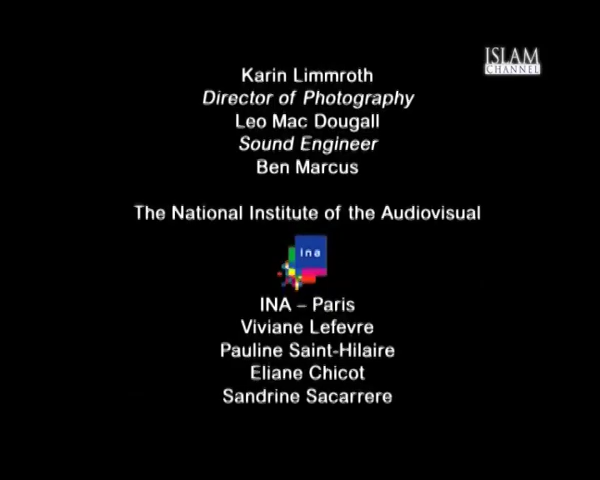 ISLAM
CHANNEL
Karin Limmroth
Director of Photography
Leo Mac Dougall
Sound Engineer
Ben Marcus
The National Institute of the Audiovisual
ina
INA – Paris
Viviane Lefevre
Pauline Saint-Hilaire
Eliane Chicot
Sandrine Sacarrere